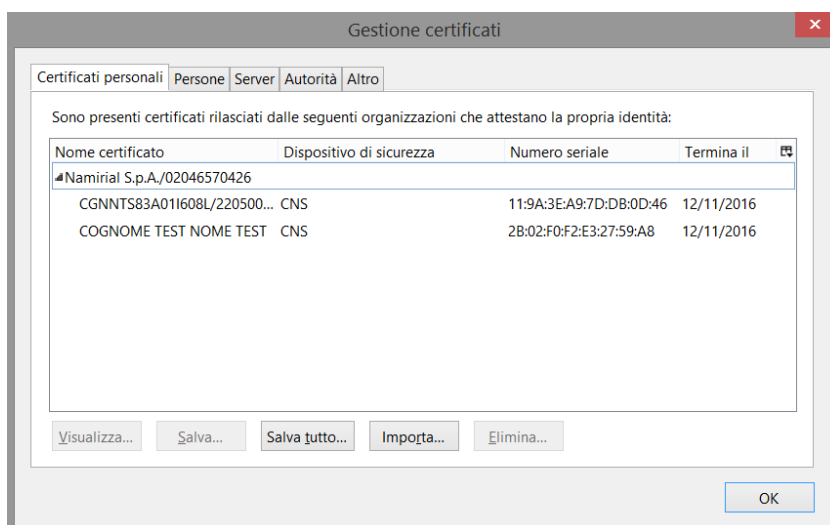 Gestione certificati
Certificati personali Persone Server Autorità Altro
Sono presenti certificati rilasciati dalle seguenti organizzazioni che attestano la propria identità:
Nome certificato Dispositivo di sicurezza Numero seriale Termina il
Namirial S.p.A./02046570426
CGNNTS83A01I608L/220500... CNS 11:9A:3E:A9:7D:DB:0D:46 12/11/2016
COGNOME TEST NOME TEST CNS 2B:02:F0:F2:E3:27:59:A8 12/11/2016
Visualizza... Salva... Salva tutto... Importa... Elimina...
OK